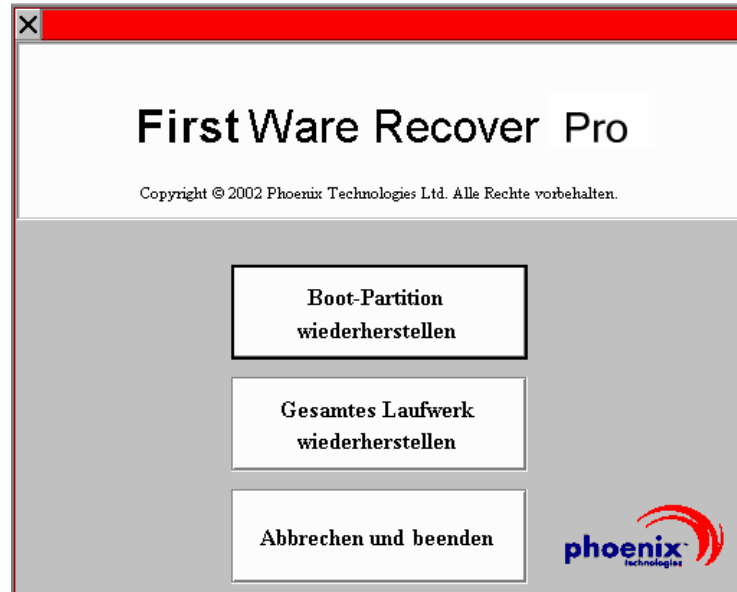 First Ware Recover Pro
Copyright © 2002 Phoenix Technologies Ltd. Alle Rechte vorbehalten.
Boot-Partition
wiederherstellen
Gesamtes Laufwerk
wiederherstellen
Abbrechen und beenden
phoenix
technologies